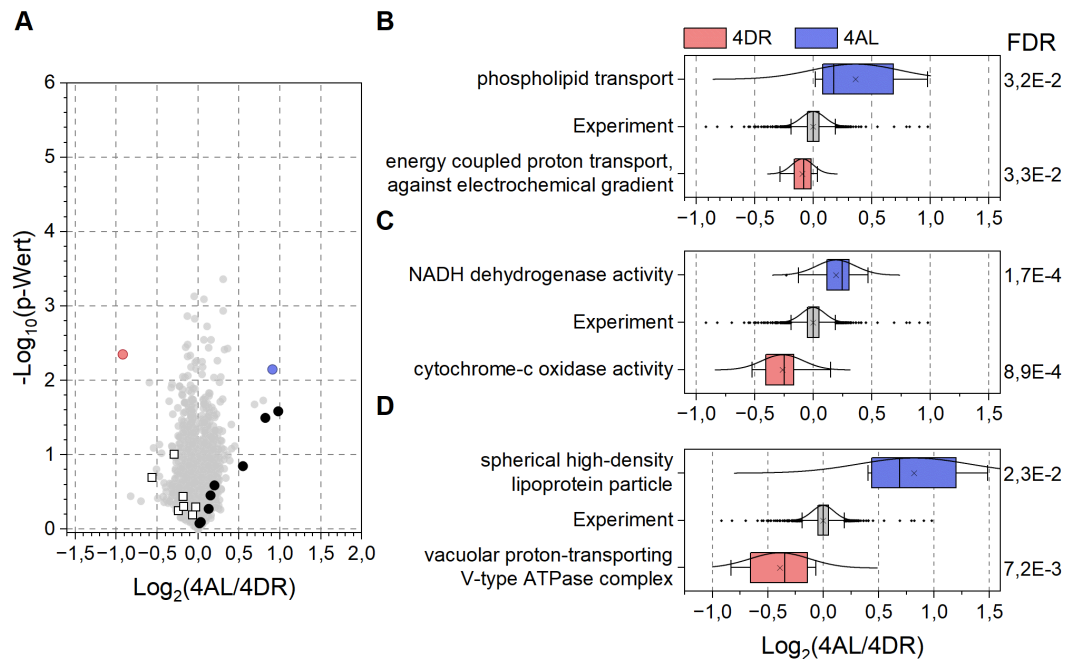 A
6
5
4
3
2
1
0
−1,5 −1,0 −0,5 0,0 0,5 1,0 1,5 2,0
-Log10(p-Wert)
Log2(4AL/4DR)
B
4DR 4AL FDR
phospholipid transport 3,2E-2
Experiment
energy coupled proton transport,
against electrochemical gradient 3,3E-2
−1,0 −0,5 0,0 0,5 1,0 1,5
C
NADH dehydrogenase activity 1,7E-4
Experiment
cytochrome-c oxidase activity 8,9E-4
−1,0 −0,5 0,0 0,5 1,0 1,5
D
spherical high-density
lipoprotein particle 2,3E-2
Experiment
vacuolar proton-transporting
V-type ATPase complex 7,2E-3
−1,0 −0,5 0,0 0,5 1,0 1,5
Log2(4AL/4DR)